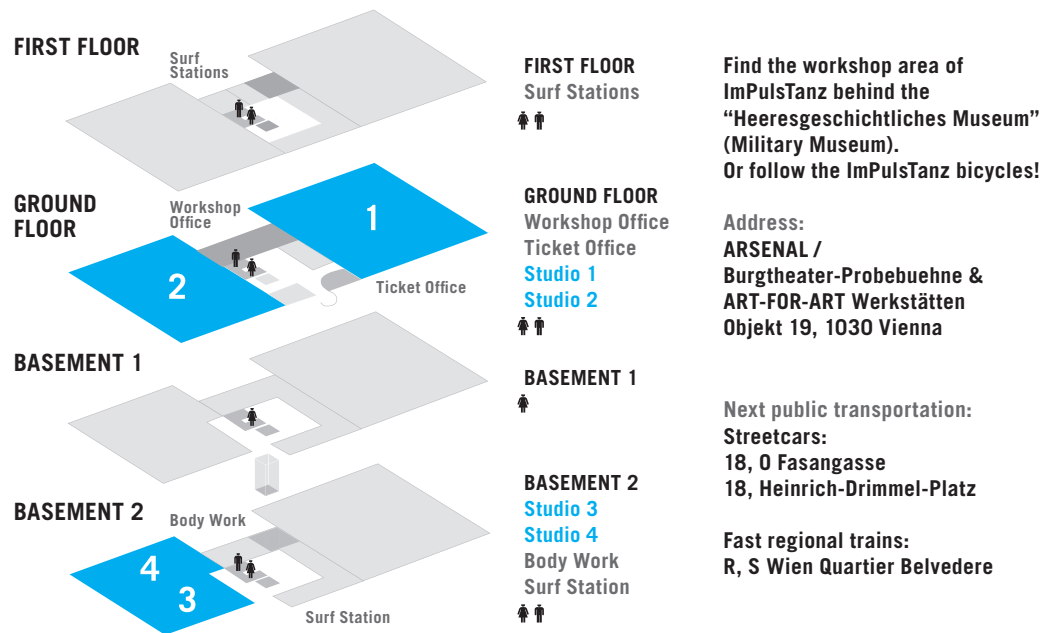 FIRST FLOOR
Surf
Stations
GROUND
FLOOR
Workshop
Office
1
2
Ticket Office
BASEMENT 1
BASEMENT 2
Body Work
4
3
Surf Station
FIRST FLOOR
Surf Stations
GROUND FLOOR
Workshop Office
Ticket Office
Studio 1
Studio 2
BASEMENT 1
BASEMENT 2
Studio 3
Studio 4
Body Work
Surf Station
Find the workshop area of
ImPulsTanz behind the
“Heeresgeschichtliches Museum”
(Military Museum).
Or follow the ImPulsTanz bicycles!
Address:
ARSENAL /
Burgtheater-Probebuehne &
ART-FOR-ART Werkstätten
Objekt 19, 1030 Vienna
Next public transportation:
Streetcars:
18, O Fasangasse
18, Heinrich-Drimmel-Platz
Fast regional trains:
R, S Wien Quartier Belvedere